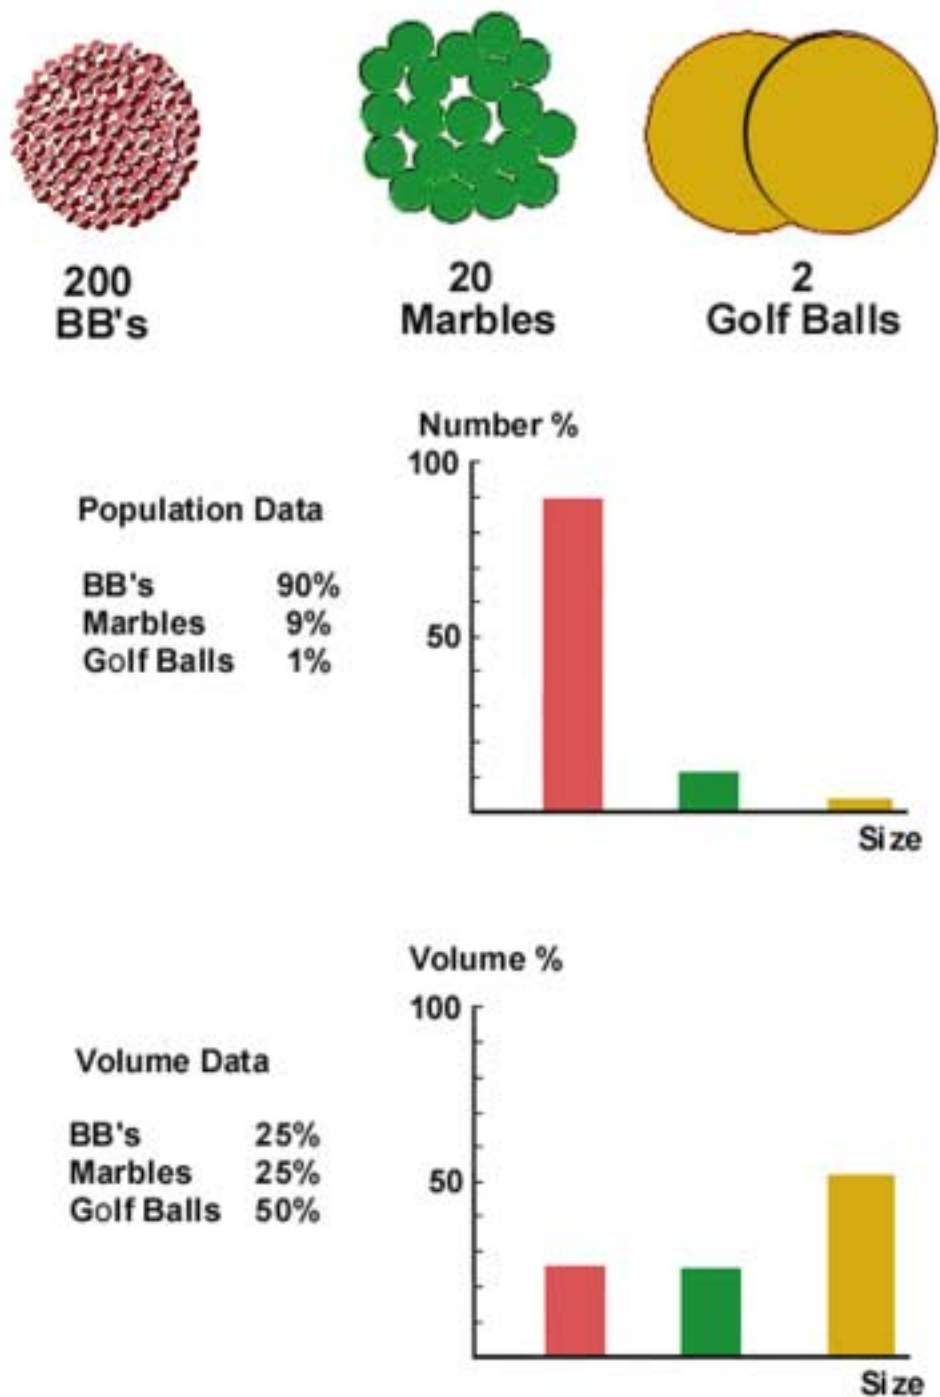 200
BB's
20
Marbles
2
Golf Balls
Number %
100
50
Size
Population Data
BB's 90%
Marbles 9%
Golf Balls 1%
Volume %
100
50
Size
Volume Data
BB's 25%
Marbles 25%
Golf Balls 50%